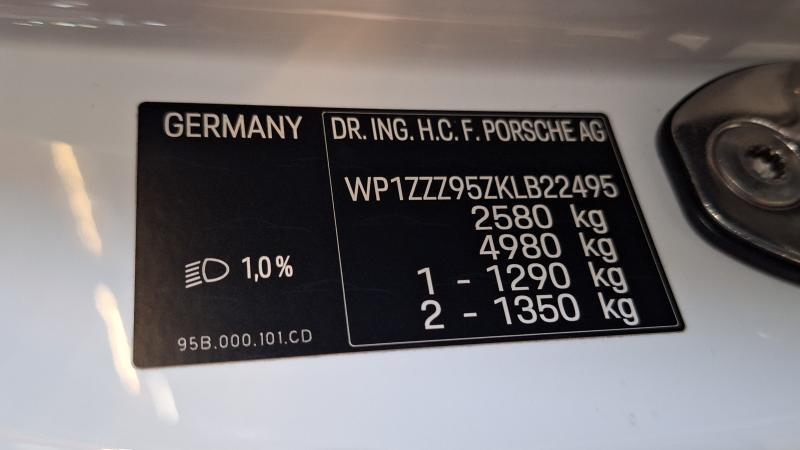 GERMANY
1,0%
95B.000.101.CD
DR. ING. H.C. F. PORSCHE AG
WP1ZZZ95ZKLB22495
2580 kg
4980 kg
1 - 1290 kg
2 - 1350 kg